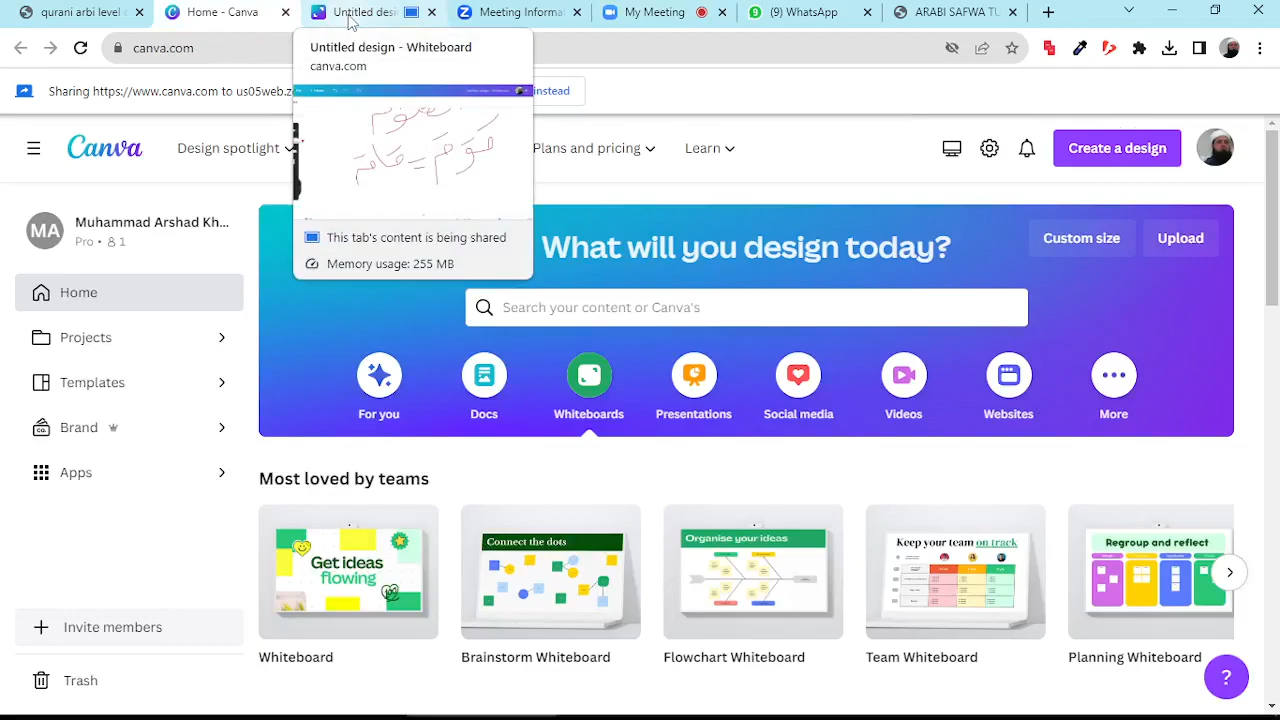 qurani arbi level
Home - Canva
Untitled desi
Meeting Informat
My Meeting
(9) WhatsApp
ARABI SAFWA TU
canva.com
Untitled design - Whiteboard
canva.com
Sharing https://www.canva.com to us05web.z
instead
قَوَمَ = قَامَ
This tab's content is being shared
Memory usage: 255 MB
Canva
Design spotlight
Plans and pricing
Learn
Create a design
MA
Muhammad Arshad Kh...
Pro • 1
Home
Projects
Templates
Brand
Apps
Invite members
Trash
What will you design today?
Custom size
Upload
Search your content or Canva's
For you
Docs
Whiteboards
Presentations
Social media
Videos
Websites
More
Most loved by teams
Get ideas
flowing
Connect the dots
Organise your ideas
Keep your team on track
Regroup and reflect
Whiteboard
Brainstorm Whiteboard
Flowchart Whiteboard
Team Whiteboard
Planning Whiteboard
?